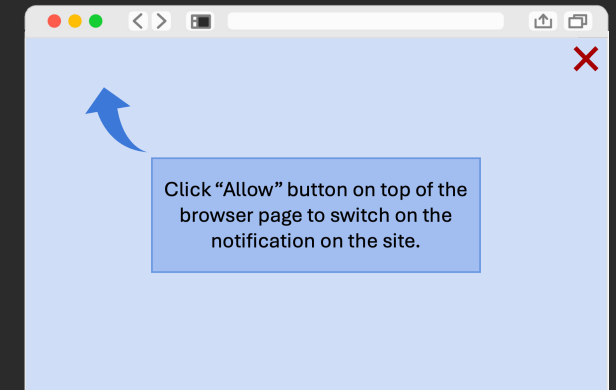 Click “Allow” button on top of the
browser page to switch on the
notification on the site.